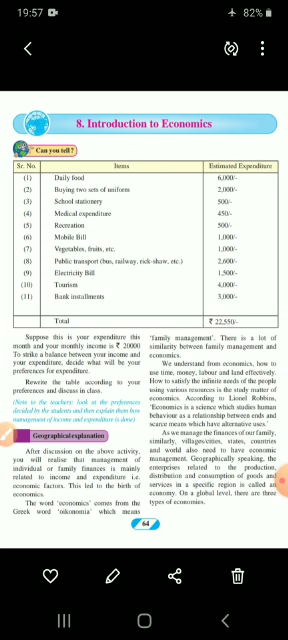 19:57
82%
8. Introduction to Economics
Can you tell ?
Sr. No. Items Estimated Expenditure
(1) Daily food 6,000/-
(2) Buying two sets of uniform 2,000/-
(3) School stationery 500/-
(4) Medical expenditure 450/-
(5) Recreation 500/-
(6) Mobile Bill 1,000/-
(7) Vegetables, fruits, etc. 1,000/-
(8) Public transport (bus, railway, rick-shaw, etc.) 2,600/-
(9) Electricity Bill 1,500/-
(10) Tourism 4,000/-
(11) Bank installments 3,000/-
Total ₹ 22,550/-
Suppose this is your expenditure this
month and your monthly income is ₹ 20000
To strike a balance between your income and
your expenditure, decide what will be your
preferences for expenditure.
Rewrite the table according to your
preferences and discuss in class.
(Note to the teachers: look at the preferences
decided by the students and then explain them how
management of income and expenditure is done)
Geographical explanation
After discussion on the above activity,
you will realise that management of
individual or family finances is mainly
related to income and expenditure i.e.
economic factors. This led to the birth of
economics.
The word 'economics' comes from the
Greek word 'oikonomia' which means
'family management'. There is a lot of
similarity between family management and
economics.
We understand from economics, how to
use time, money, labour and land effectively.
How to satisfy the infinite needs of the people
using various resources is the study matter of
economics. According to Lionel Robbins,
'Economics is a science which studies human
behaviour as a relationship between ends and
scarce means which have alternative uses.'
As we manage the finances of our family,
similarly, villages/cities, states, countries
and world also need to have economic
management. Geographically speaking, the
enterprises related to the production,
distribution and consumption of goods and
services in a specific region is called an
economy. On a global level, there are three
types of economies.
64